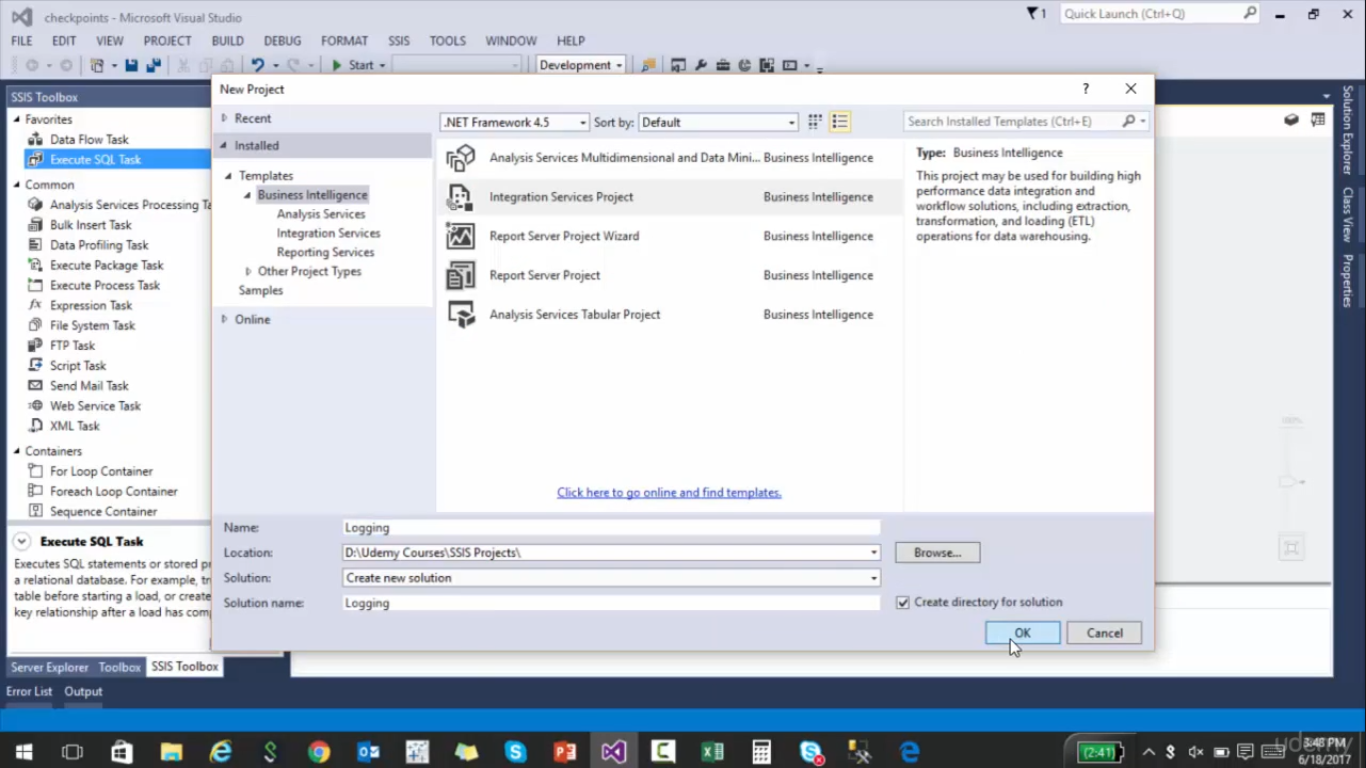 checkpoints - Microsoft Visual Studio
1
Quick Launch (Ctrl+Q)
FILE EDIT VIEW PROJECT BUILD DEBUG FORMAT SSIS TOOLS WINDOW HELP
Start
Development
SSIS Toolbox
Favorites
Data Flow Task
Execute SQL Task
Common
Analysis Services Processing Ta
Bulk Insert Task
Data Profiling Task
Execute Package Task
Execute Process Task
Expression Task
File System Task
FTP Task
Script Task
Send Mail Task
Web Service Task
XML Task
Containers
For Loop Container
Foreach Loop Container
Sequence Container
Execute SQL Task
Executes SQL statements or stored pr
a relational database. For example, tr
table before starting a load, or create
key relationship after a load has com
Server Explorer Toolbox SSIS Toolbox
Error List Output
New Project
?
Recent
Installed
Templates
Business Intelligence
Analysis Services
Integration Services
Reporting Services
Other Project Types
Samples
Online
.NET Framework 4.5
Sort by: Default
Search Installed Templates (Ctrl+E)
Analysis Services Multidimensional and Data Mini... Business Intelligence
Integration Services Project Business Intelligence
Report Server Project Wizard Business Intelligence
Report Server Project Business Intelligence
Analysis Services Tabular Project Business Intelligence
Click here to go online and find templates.
Type: Business Intelligence
This project may be used for building high
performance data integration and
workflow solutions, including extraction,
transformation, and loading (ETL)
operations for data warehousing.
Name: Logging
Location: D:\Udemy Courses\SSIS Projects\
Browse...
Solution: Create new solution
Solution name: Logging
Create directory for solution
OK Cancel
Solution Explorer
Class View
Properties
100%
(2:41)
udemy
3:48 PM
6/18/2017